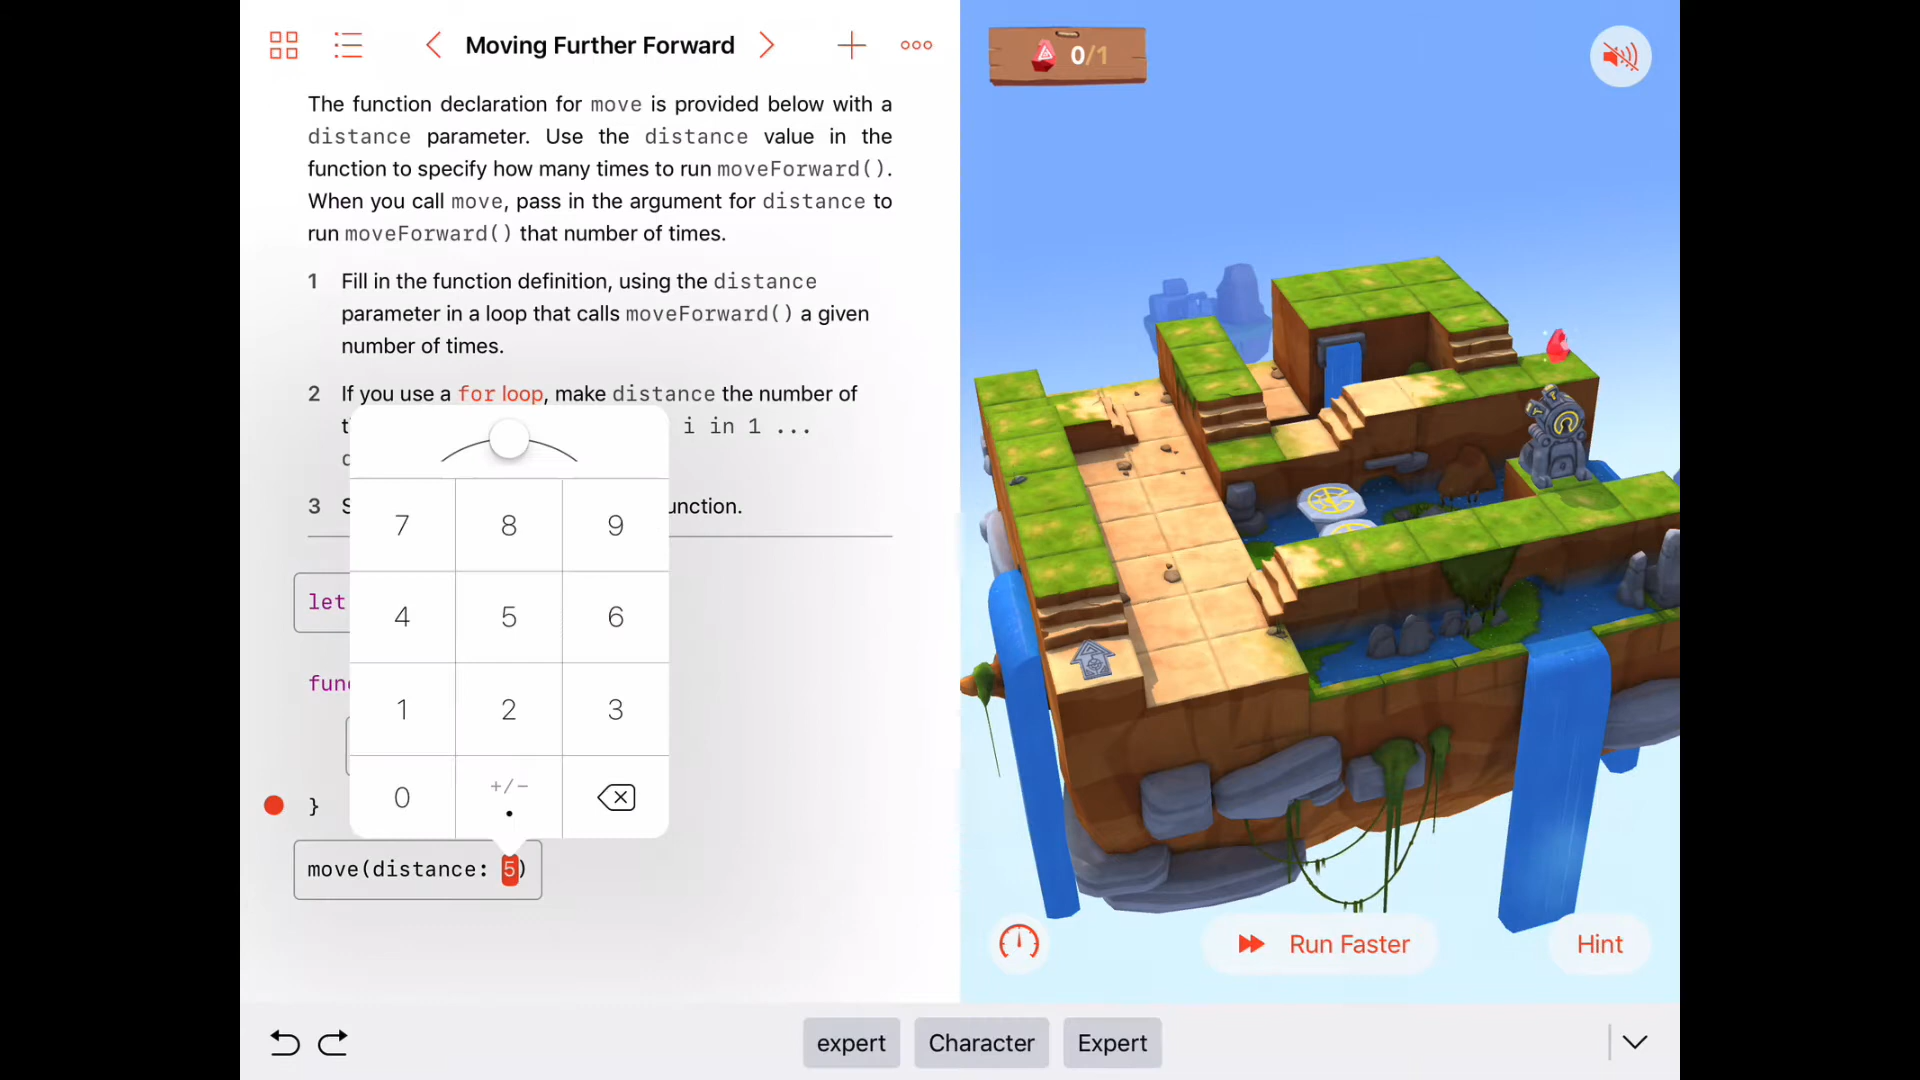 Moving Further Forward
The function declaration for move is provided below with a
distance parameter. Use the distance value in the
function to specify how many times to run moveForward().
When you call move, pass in the argument for distance to
run moveForward() that number of times.
1 Fill in the function definition, using the distance
parameter in a loop that calls moveForward() a given
number of times.
2 If you use a for loop, make distance the number of
i in 1 ...
3
unction.
7 8 9
4 5 6
1 2 3
0 +/- .
let
func
}
move(distance: 5)
0/1
Run Faster
Hint
expert Character Expert